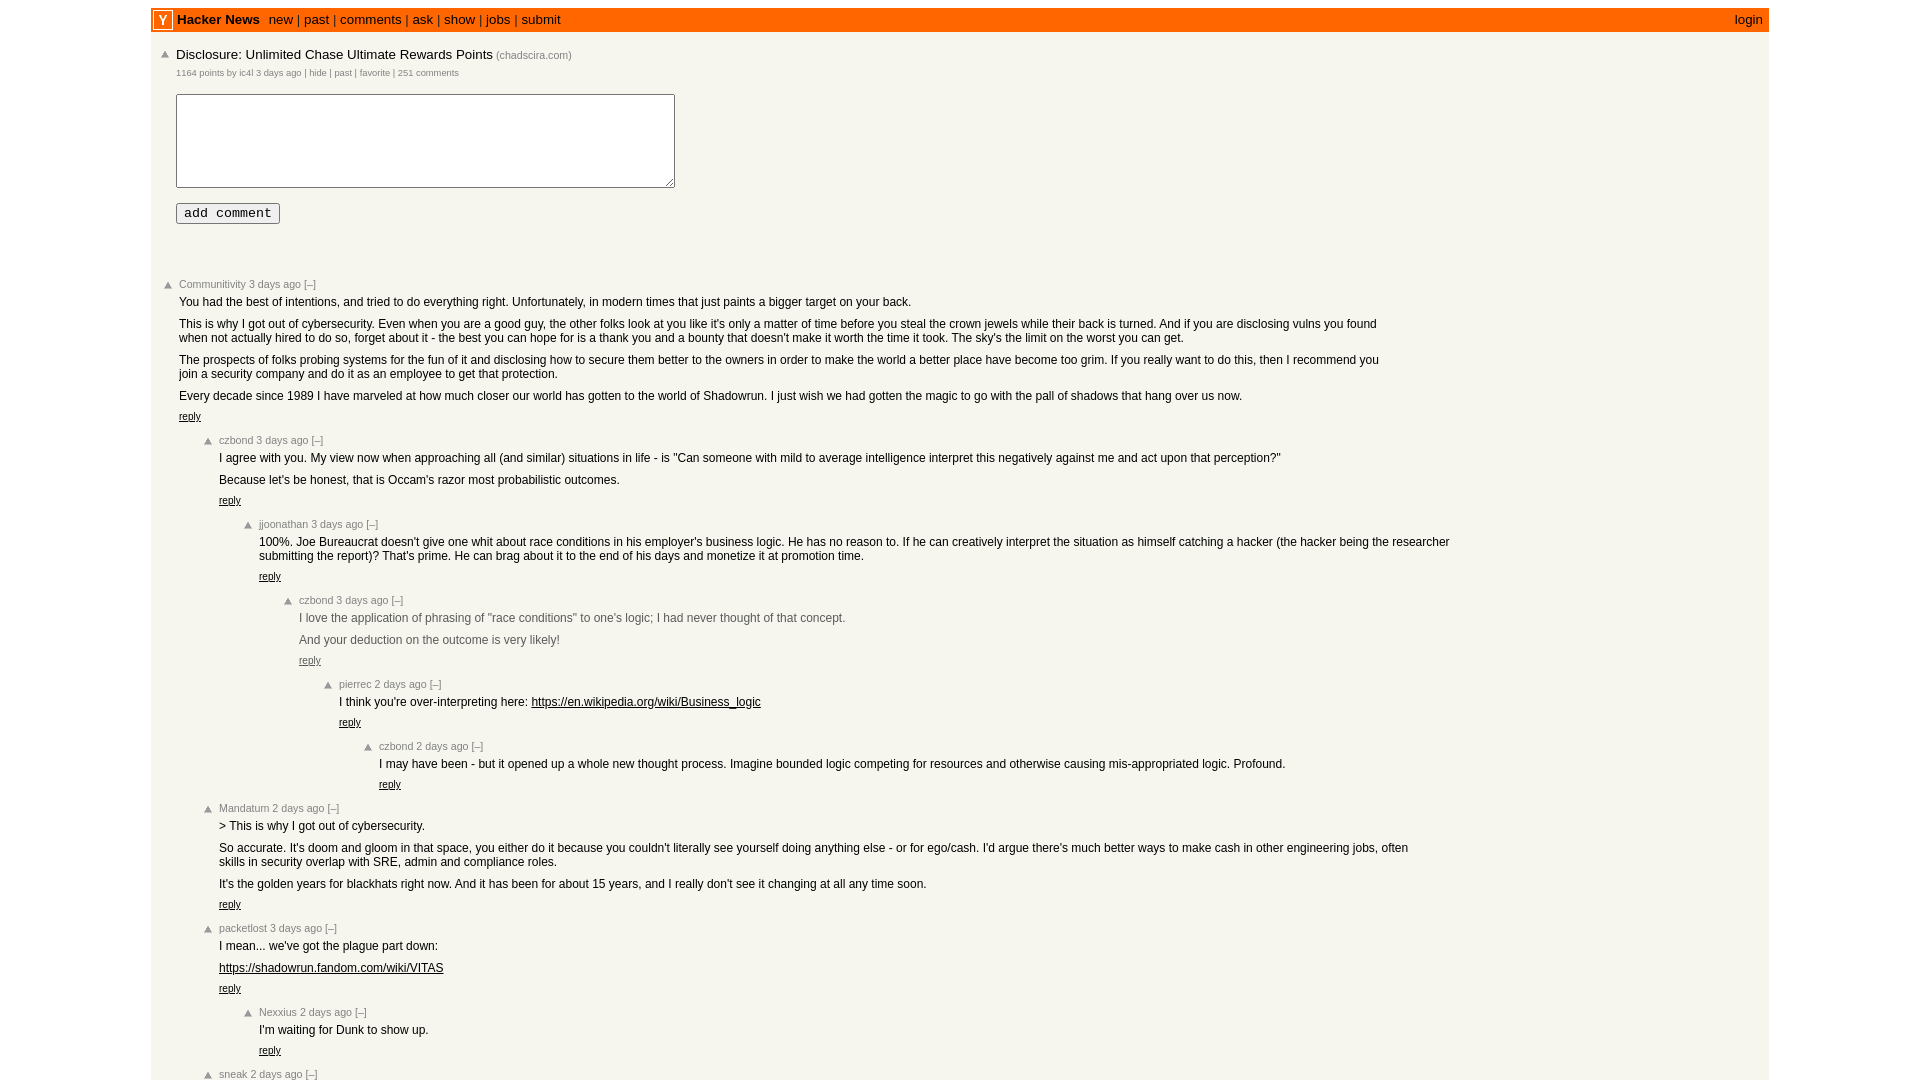 Y Hacker News new | past | comments | ask | show | jobs | submit login
Disclosure: Unlimited Chase Ultimate Rewards Points (chadscira.com)
1164 points by ic4l 3 days ago | hide | past | favorite | 251 comments
add comment
Communitivity 3 days ago [–]
You had the best of intentions, and tried to do everything right. Unfortunately, in modern times that just paints a bigger target on your back.
This is why I got out of cybersecurity. Even when you are a good guy, the other folks look at you like it's only a matter of time before you steal the crown jewels while their back is turned. And if you are disclosing vulns you found
when not actually hired to do so, forget about it - the best you can hope for is a thank you and a bounty that doesn't make it worth the time it took. The sky's the limit on the worst you can get.
The prospects of folks probing systems for the fun of it and disclosing how to secure them better to the owners in order to make the world a better place have become too grim. If you really want to do this, then I recommend you
join a security company and do it as an employee to get that protection.
Every decade since 1989 I have marveled at how much closer our world has gotten to the world of Shadowrun. I just wish we had gotten the magic to go with the pall of shadows that hang over us now.
reply
czbond 3 days ago [–]
I agree with you. My view now when approaching all (and similar) situations in life - is "Can someone with mild to average intelligence interpret this negatively against me and act upon that perception?"
Because let's be honest, that is Occam's razor most probabilistic outcomes.
reply
jjoonathan 3 days ago [–]
100%. Joe Bureaucrat doesn't give one whit about race conditions in his employer's business logic. He has no reason to. If he can creatively interpret the situation as himself catching a hacker (the hacker being the researcher
submitting the report)? That's prime. He can brag about it to the end of his days and monetize it at promotion time.
reply
czbond 3 days ago [–]
I love the application of phrasing of "race conditions" to one's logic; I had never thought of that concept.
And your deduction on the outcome is very likely!
reply
pierrec 2 days ago [–]
I think you're over-interpreting here: https://en.wikipedia.org/wiki/Business_logic
reply
czbond 2 days ago [–]
I may have been - but it opened up a whole new thought process. Imagine bounded logic competing for resources and otherwise causing mis-appropriated logic. Profound.
reply
Mandatum 2 days ago [–]
> This is why I got out of cybersecurity.
So accurate. It's doom and gloom in that space, you either do it because you couldn't literally see yourself doing anything else - or for ego/cash. I'd argue there's much better ways to make cash in other engineering jobs, often
skills in security overlap with SRE, admin and compliance roles.
It's the golden years for blackhats right now. And it has been for about 15 years, and I really don't see it changing at all any time soon.
reply
packetlost 3 days ago [–]
I mean... we've got the plague part down:
https://shadowrun.fandom.com/wiki/VITAS
reply
Nexxius 2 days ago [–]
I'm waiting for Dunk to show up.
reply
sneak 2 days ago [–]